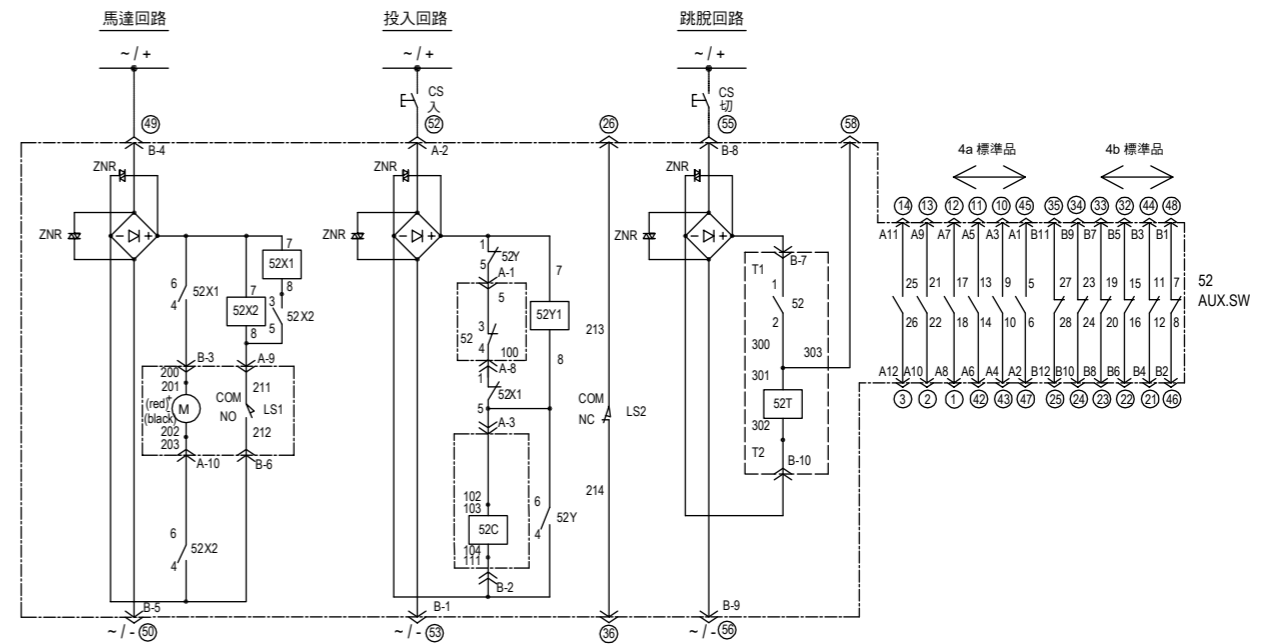 馬達回路
~ / +
49
B-4
ZNR
ZNR
− +
7
52X1
8
6
52X1
4
7
52X2
8
3
52X2
5
B-3
A-9
200
201
(red)
+
M
(black)
202
203
211
COM
NO
LS1
212
A-10
B-6
6
52X2
4
B-5
~ / - 50
投入回路
~ / +
CS
入
52
A-2
ZNR
ZNR
− +
1
52Y
5
A-1
5
7
52Y1
8
3
52
4
100
A-8
1
52X1
5
A-3
102
103
52C
104
111
B-2
6
52Y
4
B-1
~ / - 53
26
213
COM
NC
LS2
214
36
跳脫回路
~ / +
CS
切
55
58
B-8
ZNR
ZNR
− +
B-7
T1
1
52
2
300
303
301
52T
302
T2
B-10
B-9
~ / - 56
4a 標準品
4b 標準品
14 13 12 11 10 45 35 34 33 32 44 48
A11 A9 A7 A5 A3 A1 B11 B9 B7 B5 B3 B1
25 21 17 13 9 5 27 23 19 15 11 7
26 22 18 14 10 6 28 24 20 16 12 8
52
AUX.SW
A12 A10 A8 A6 A4 A2 B12 B10 B8 B6 B4 B2
3 2 1 42 43 47 25 24 23 22 21 46